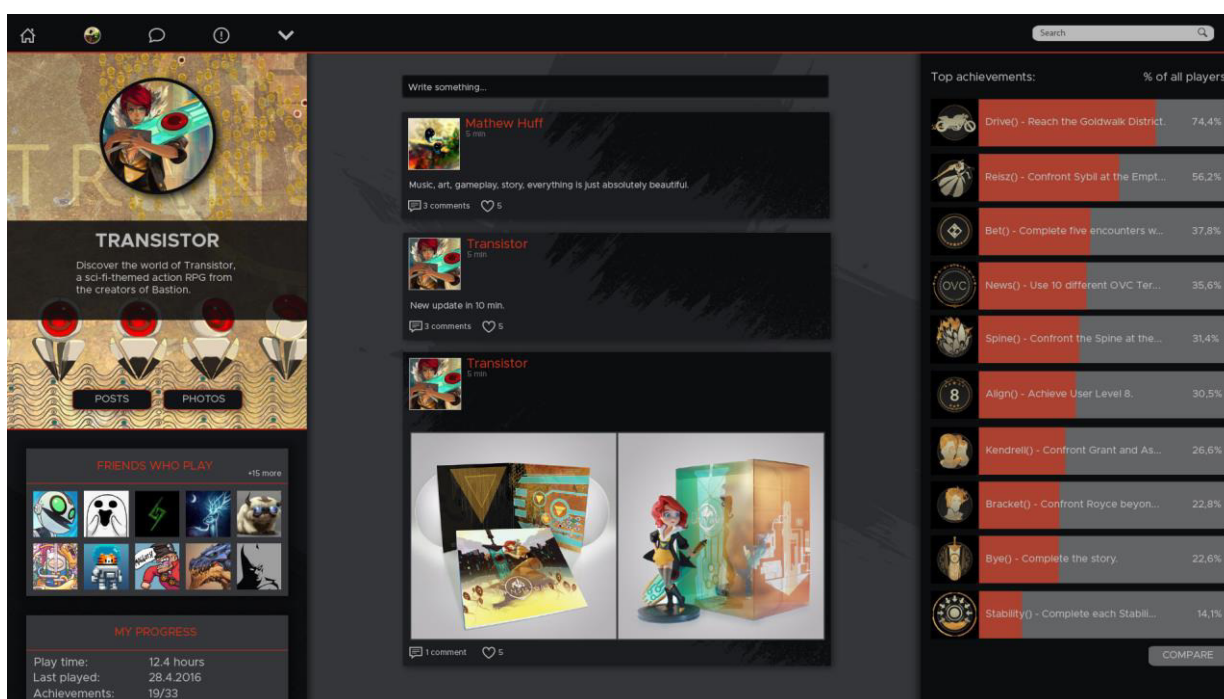 Search
TRANS
TRANSISTOR
Discover the world of Transistor,
a sci-fi-themed action RPG from
the creators of Bastion.
POSTS
PHOTOS
FRIENDS WHO PLAY
+15 more
MY PROGRESS
Play time: 12.4 hours
Last played: 28.4.2016
Achievements: 19/33
Write something...
Mathew Huff
5 min
Music, art, gameplay, story, everything is just absolutely beautiful.
3 comments 5
Transistor
5 min
New update in 10 min.
3 comments 5
Transistor
5 min
1 comment 5
Top achievements: % of all players
Drive() - Reach the Goldwalk District. 74,4%
Reisz() - Confront Sybil at the Empt... 56,2%
Bet() - Complete five encounters w... 37,8%
OVC
News() - Use 10 different OVC Ter... 35,6%
Spine() - Confront the Spine at the... 31,4%
8
Align() - Achieve User Level 8. 30,5%
Kendrell() - Confront Grant and As... 26,6%
Bracket() - Confront Royce beyon... 22,8%
Bye() - Complete the story. 22,6%
Stability() - Complete each Stabili... 14,1%
COMPARE